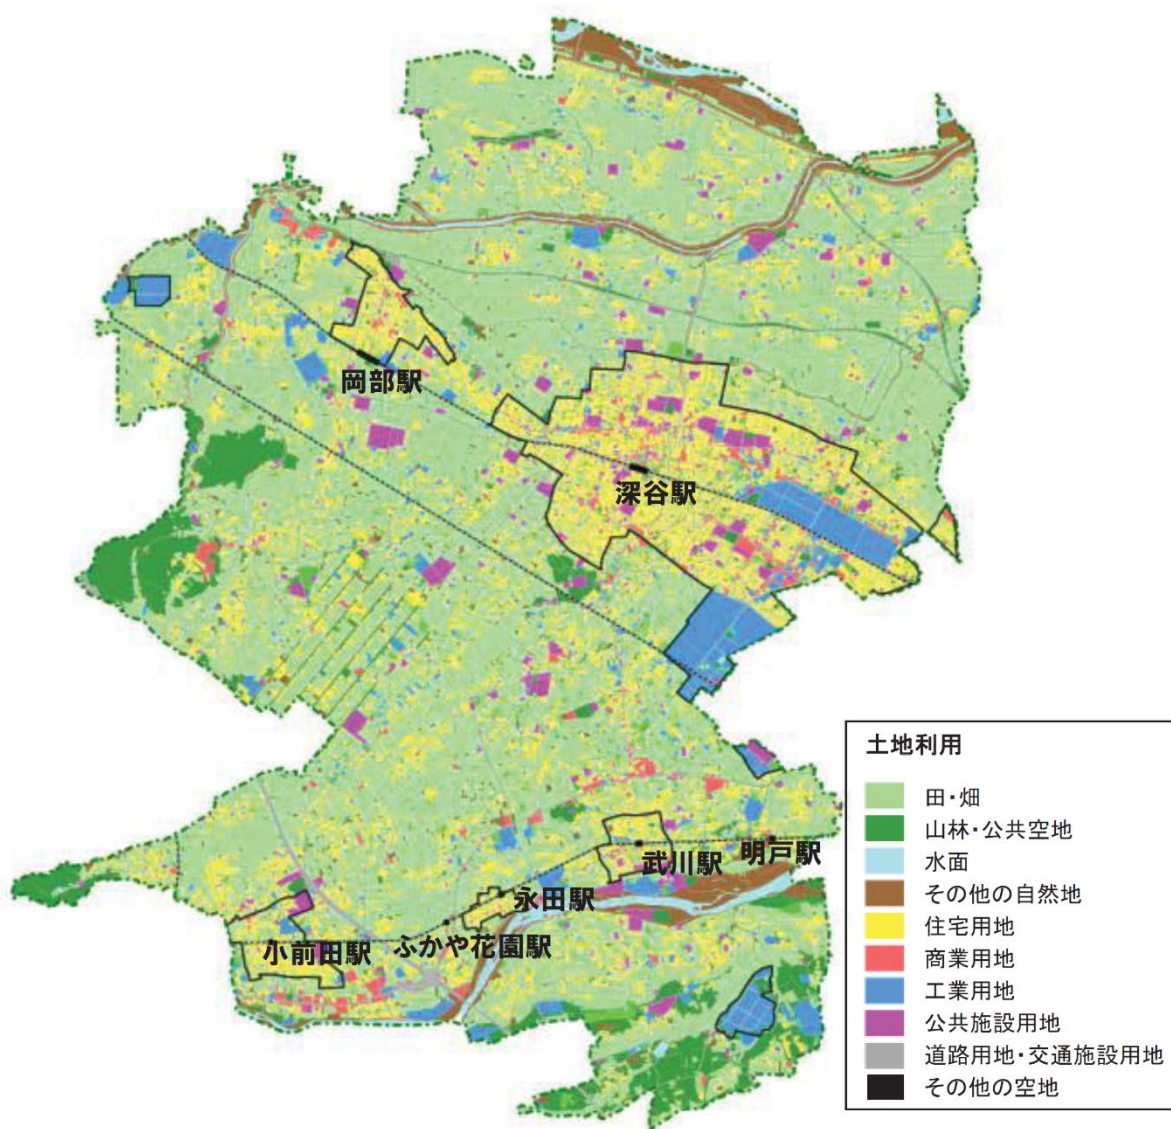 岡部駅
深谷駅
武川駅
明戸駅
永田駅
ふかや花園駅
小前田駅
土地利用
田・畑
山林・公共空地
水面
その他の自然地
住宅用地
商業用地
工業用地
公共施設用地
道路用地・交通施設用地
その他の空地